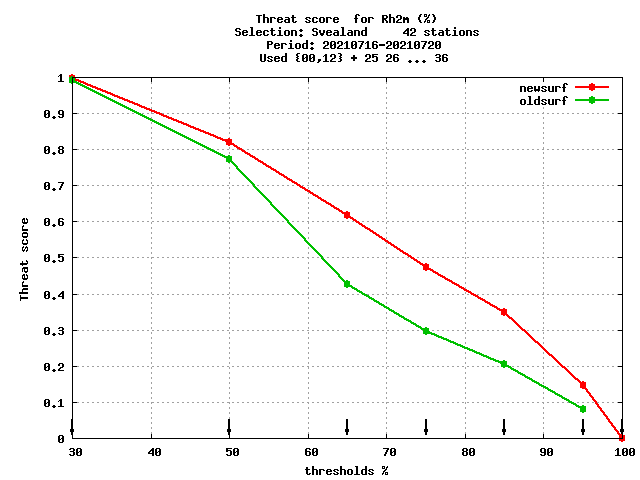 Threat score  for Rh2m (%)
Selection: Svealand     42 stations
Period: 20210716-20210720
Used {00,12} + 25 26 ... 36
newsurf
oldsurf
1
0.9
0.8
0.7
0.6
0.5
0.4
0.3
0.2
0.1
0
Threat score
30 40 50 60 70 80 90 100
thresholds %